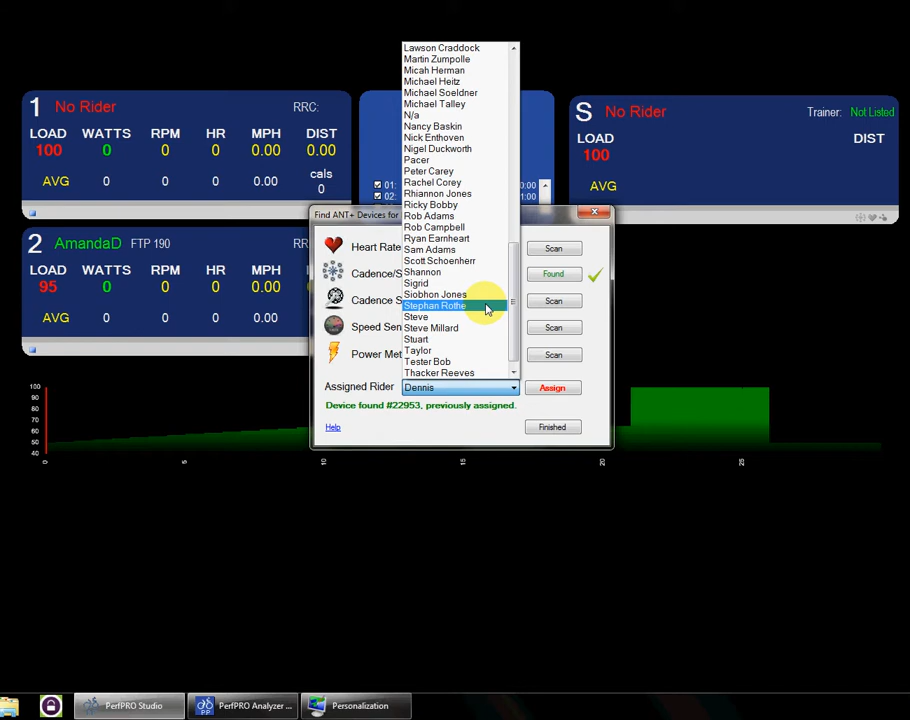 1 No Rider RRC:
LOAD WATTS RPM HR MPH DIST
100 0 0 0 0.00 0.00
AVG 0 0 0 0.00 cals 0
01: 0:00
02: 0:00
S No Rider Trainer: Not Listed
LOAD DIST
100
AVG
2 AmandaD FTP 190
LOAD WATTS RPM HR MPH
95 0 0 0 0.00
AVG 0 0 0 0.00
Lawson Craddock
Martin Zumpolle
Micah Herman
Michael Heitz
Michael Soeldner
Michael Talley
N/a
Nancy Baskin
Nick Enthoven
Nigel Duckworth
Pacer
Peter Carey
Rachel Corey
Rhiannon Jones
Ricky Bobby
Rob Adams
Rob Campbell
Ryan Earnheart
Sam Adams
Scott Schoenherr
Shannon
Sigrid
Siobhon Jones
Stephan Rothe
Steve
Steve Millard
Stuart
Taylor
Tester Bob
Thacker Reeves
Find ANT+ Devices for
Heart Rate Scan
Cadence/S Found
Cadence S Scan
Speed Sen Scan
Power Met Scan
Assigned Rider Dennis Assign
Device found #22953, previously assigned.
Help Finished
100
90
80
70
60
50
40
0 5 10 15 20 25
PerfPRO Studio PerfPRO Analyzer ... Personalization